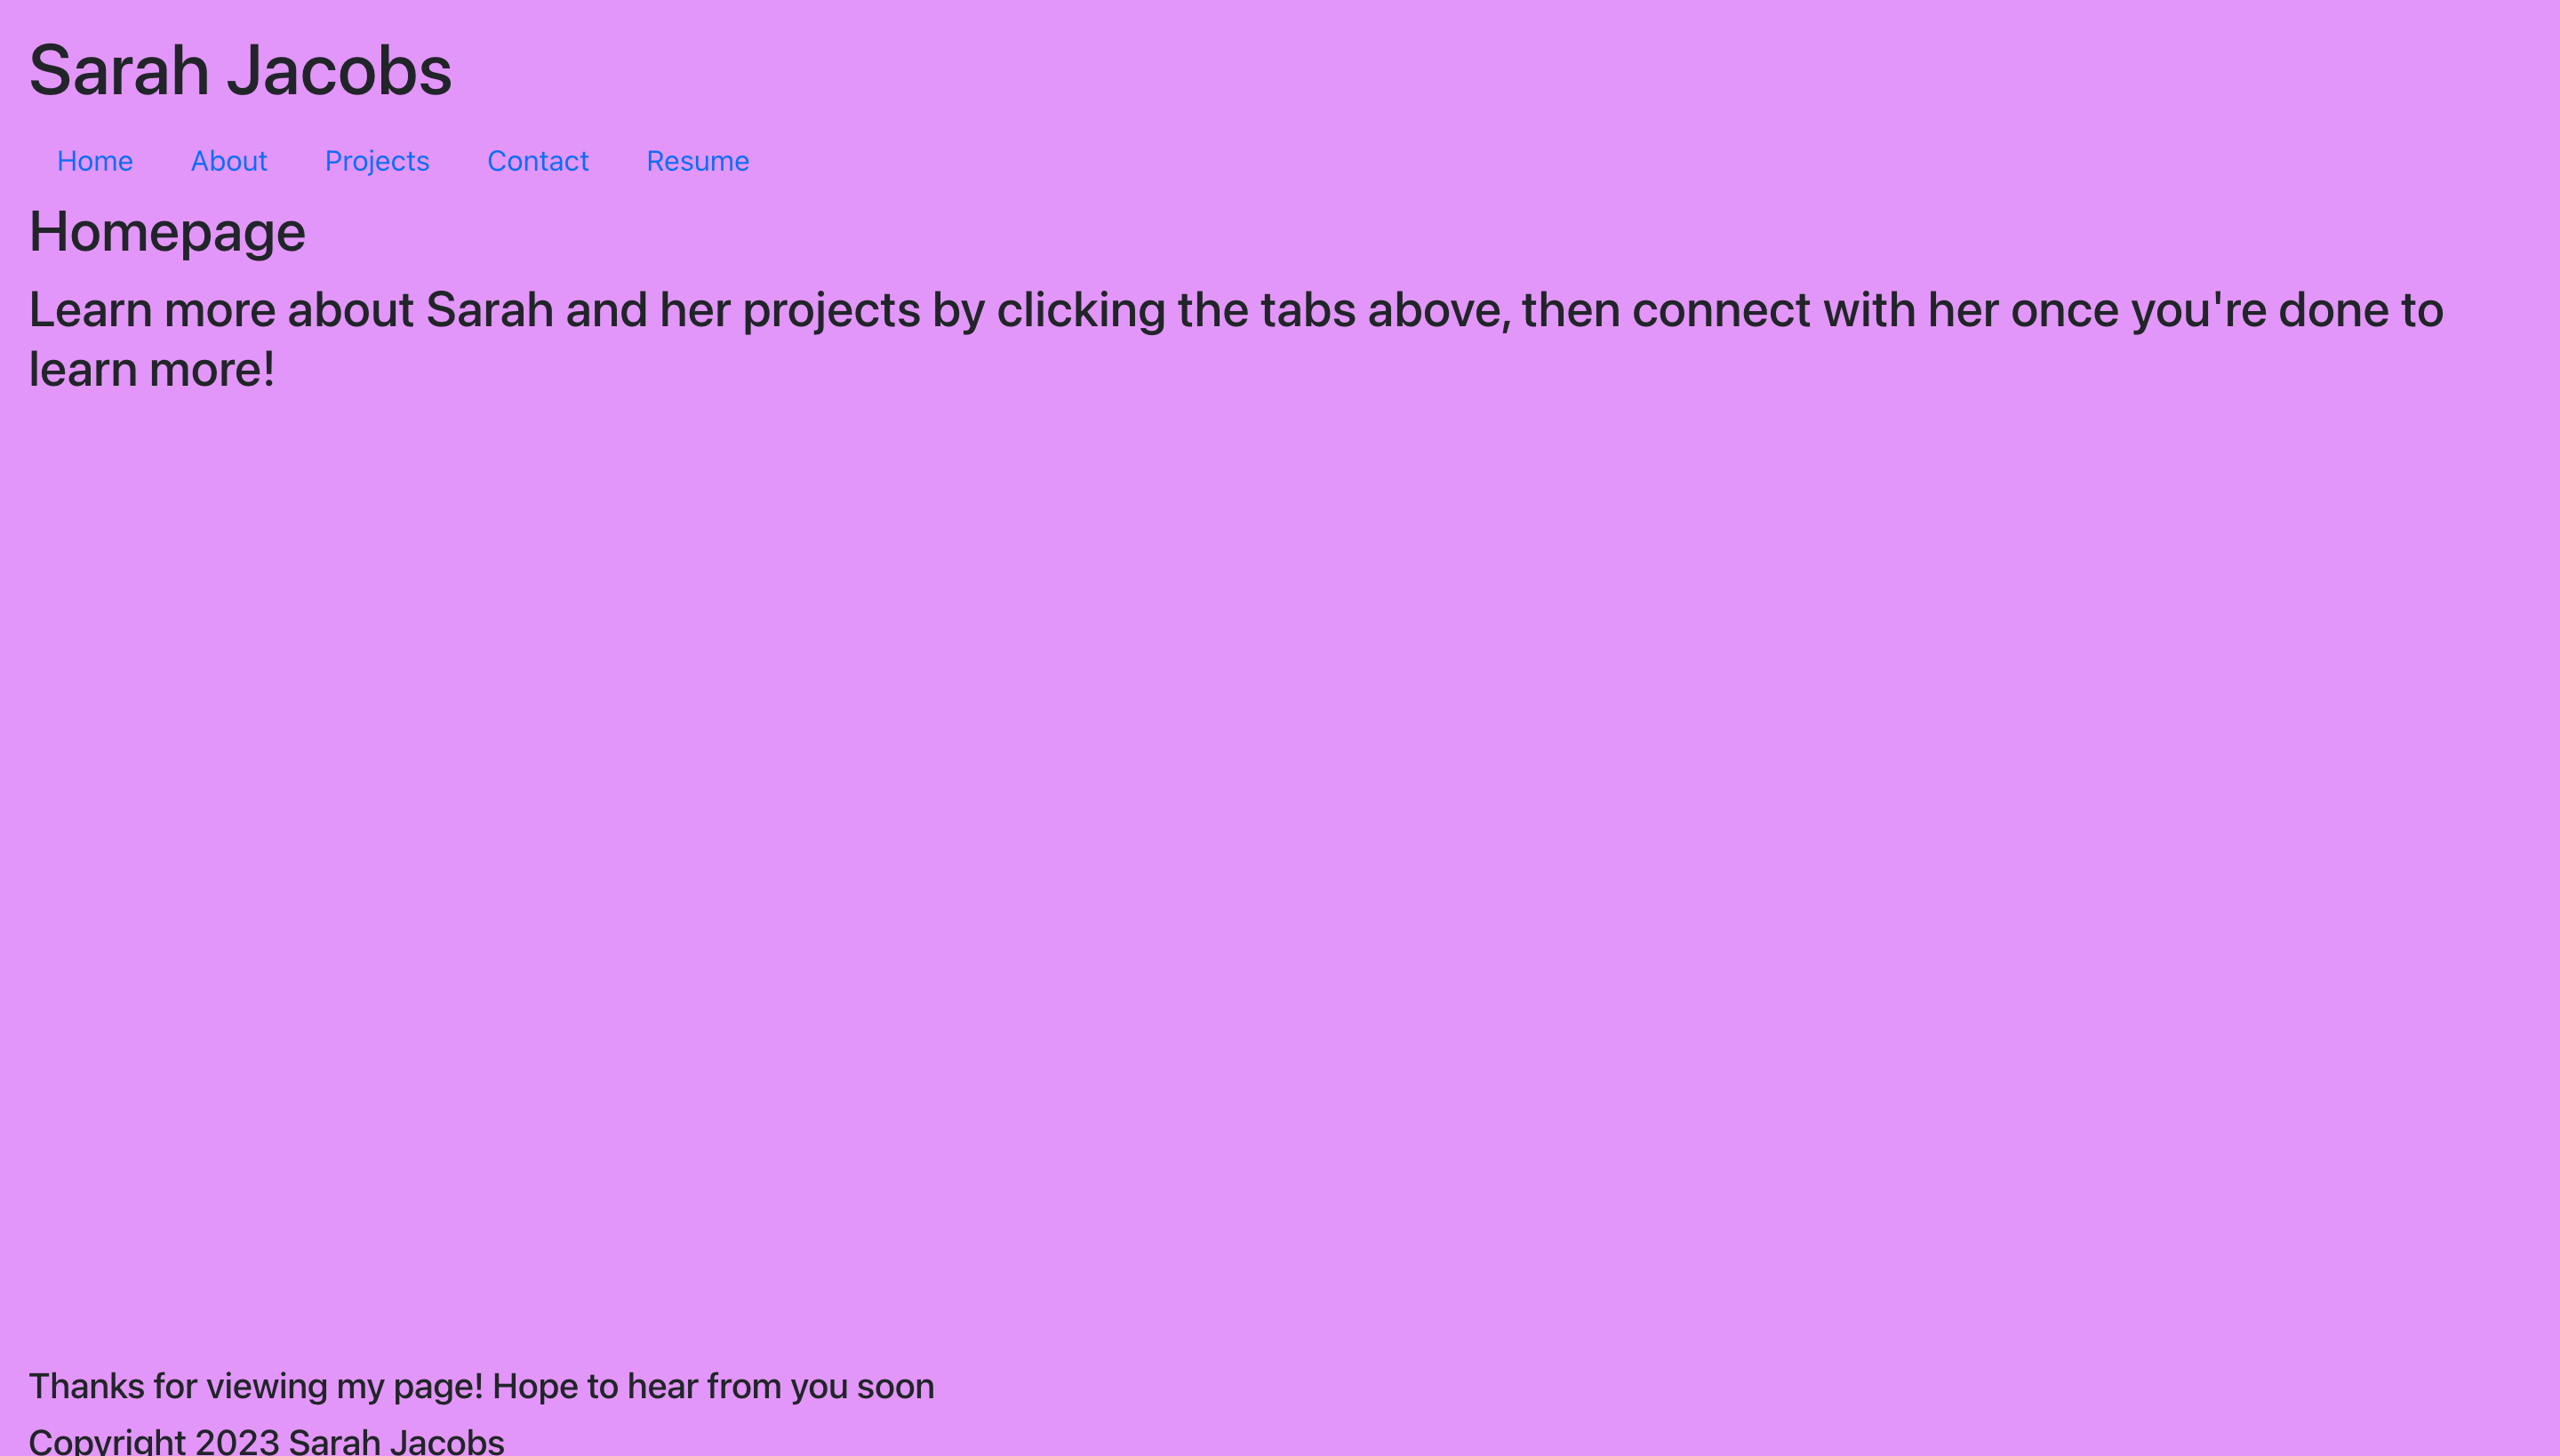 Sarah Jacobs
Home About Projects Contact Resume
Homepage
Learn more about Sarah and her projects by clicking the tabs above, then connect with her once you're done to
learn more!
Thanks for viewing my page! Hope to hear from you soon
Copyright 2023 Sarah Jacobs